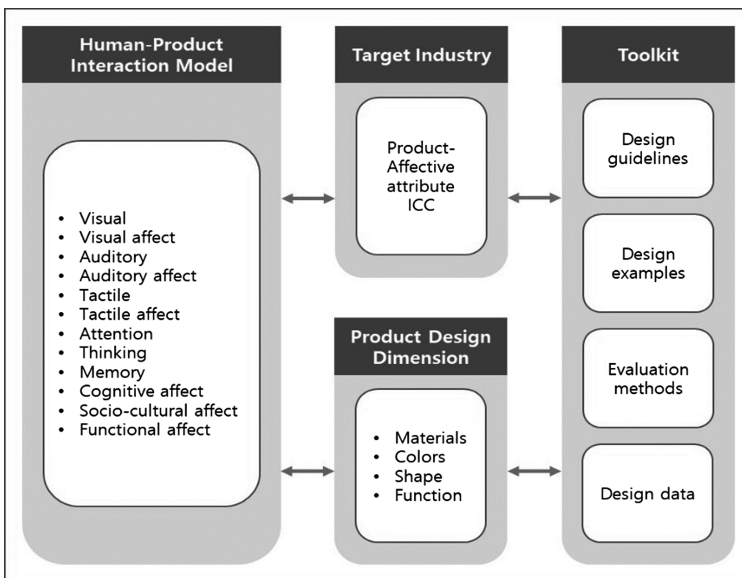 Human-Product
Interaction Model
• Visual
• Visual affect
• Auditory
• Auditory affect
• Tactile
• Tactile affect
• Attention
• Thinking
• Memory
• Cognitive affect
• Socio-cultural affect
• Functional affect
Target Industry
Product-
Affective
attribute
ICC
Product Design
Dimension
• Materials
• Colors
• Shape
• Function
Toolkit
Design
guidelines
Design
examples
Evaluation
methods
Design data